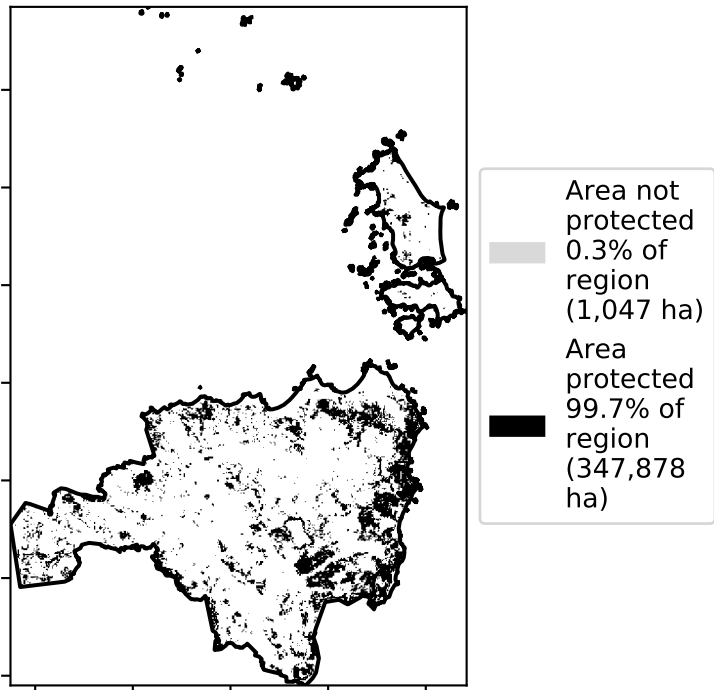 Area not
protected
0.3% of
region
(1,047 ha)
Area
protected
99.7% of
region
(347,878
ha)